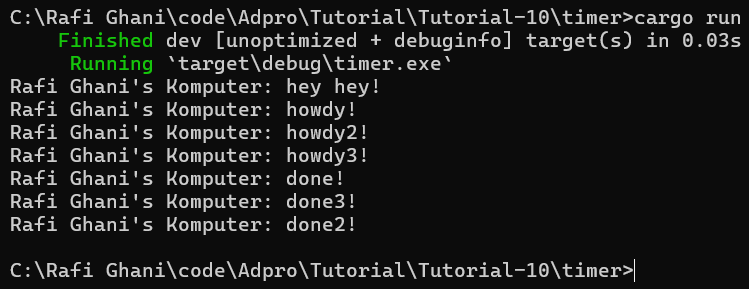 C:\Rafi Ghani\code\Adpro\Tutorial\Tutorial-10\timer>cargo run
    Finished dev [unoptimized + debuginfo] target(s) in 0.03s
     Running `target\debug\timer.exe`
Rafi Ghani's Komputer: hey hey!
Rafi Ghani's Komputer: howdy!
Rafi Ghani's Komputer: howdy2!
Rafi Ghani's Komputer: howdy3!
Rafi Ghani's Komputer: done!
Rafi Ghani's Komputer: done3!
Rafi Ghani's Komputer: done2!
C:\Rafi Ghani\code\Adpro\Tutorial\Tutorial-10\timer>